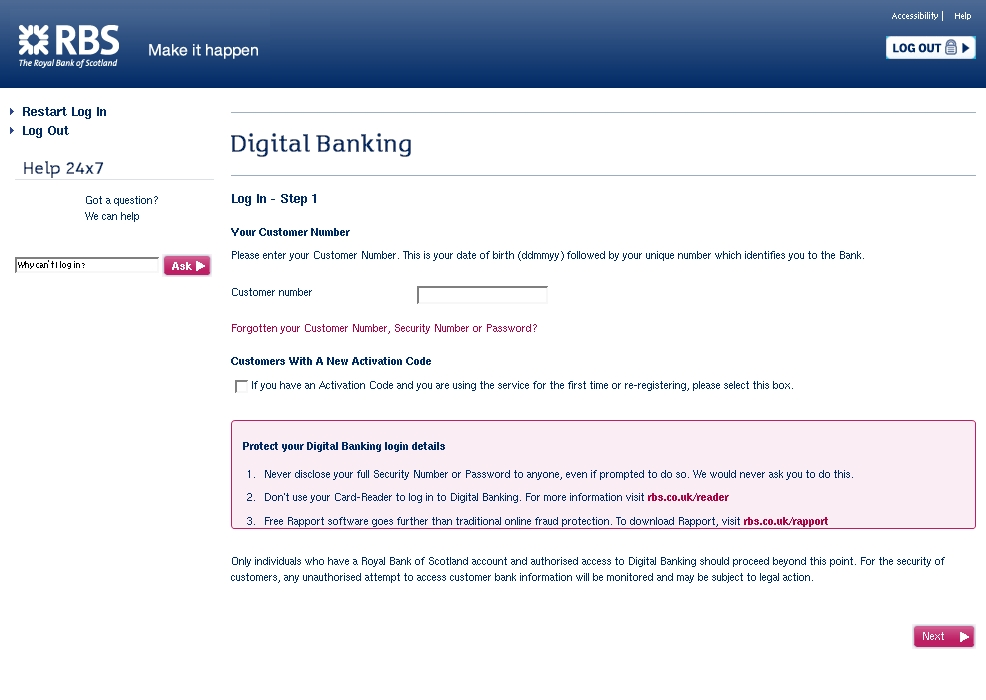 Accessibility | Help
RBS
The Royal Bank of Scotland
Make it happen
LOG OUT
Restart Log In
Log Out
Help 24x7
Got a question?
We can help
Why can't I log in?
Ask
Digital Banking
Log In - Step 1
Your Customer Number
Please enter your Customer Number. This is your date of birth (ddmmyy) followed by your unique number which identifies you to the Bank.
Customer number
Forgotten your Customer Number, Security Number or Password?
Customers With A New Activation Code
If you have an Activation Code and you are using the service for the first time or re-registering, please select this box.
Protect your Digital Banking login details
1. Never disclose your full Security Number or Password to anyone, even if prompted to do so. We would never ask you to do this.
2. Don't use your Card-Reader to log in to Digital Banking. For more information visit rbs.co.uk/reader
3. Free Rapport software goes further than traditional online fraud protection. To download Rapport, visit rbs.co.uk/rapport
Only individuals who have a Royal Bank of Scotland account and authorised access to Digital Banking should proceed beyond this point. For the security of
customers, any unauthorised attempt to access customer bank information will be monitored and may be subject to legal action.
Next